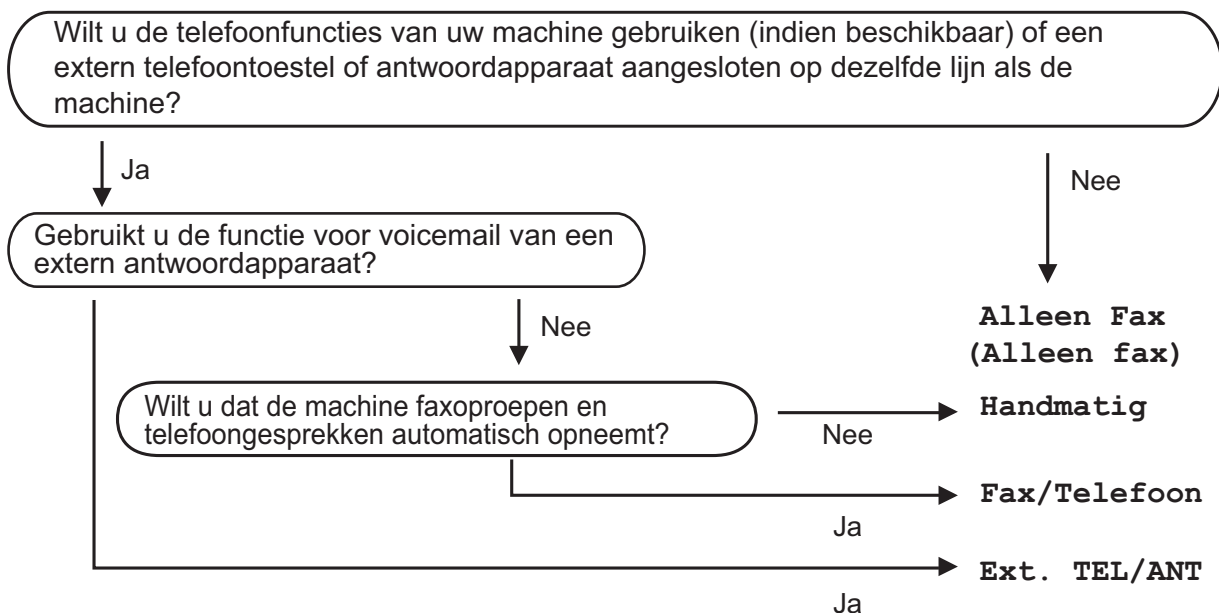 Wilt u de telefoonfuncties van uw machine gebruiken (indien beschikbaar) of een
extern telefoontoestel of antwoordapparaat aangesloten op dezelfde lijn als de
machine?
Ja
Nee
Gebruikt u de functie voor voicemail van een
extern antwoordapparaat?
Nee
Alleen Fax
(Alleen fax)
Wilt u dat de machine faxoproepen en
telefoongesprekken automatisch opneemt?
Nee
Handmatig
Ja
Fax/Telefoon
Ja
Ext. TEL/ANT